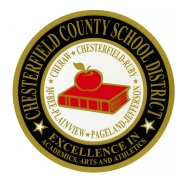 CHESTERFIELD COUNTY SCHOOL DISTRICT
CHERAW ★ CHESTERFIELD-RUBY
McBEE-PLAINVIEW ★ PAGELAND-JEFFERSON
EXCELLENCE IN
ACADEMICS, ARTS AND ATHLETICS